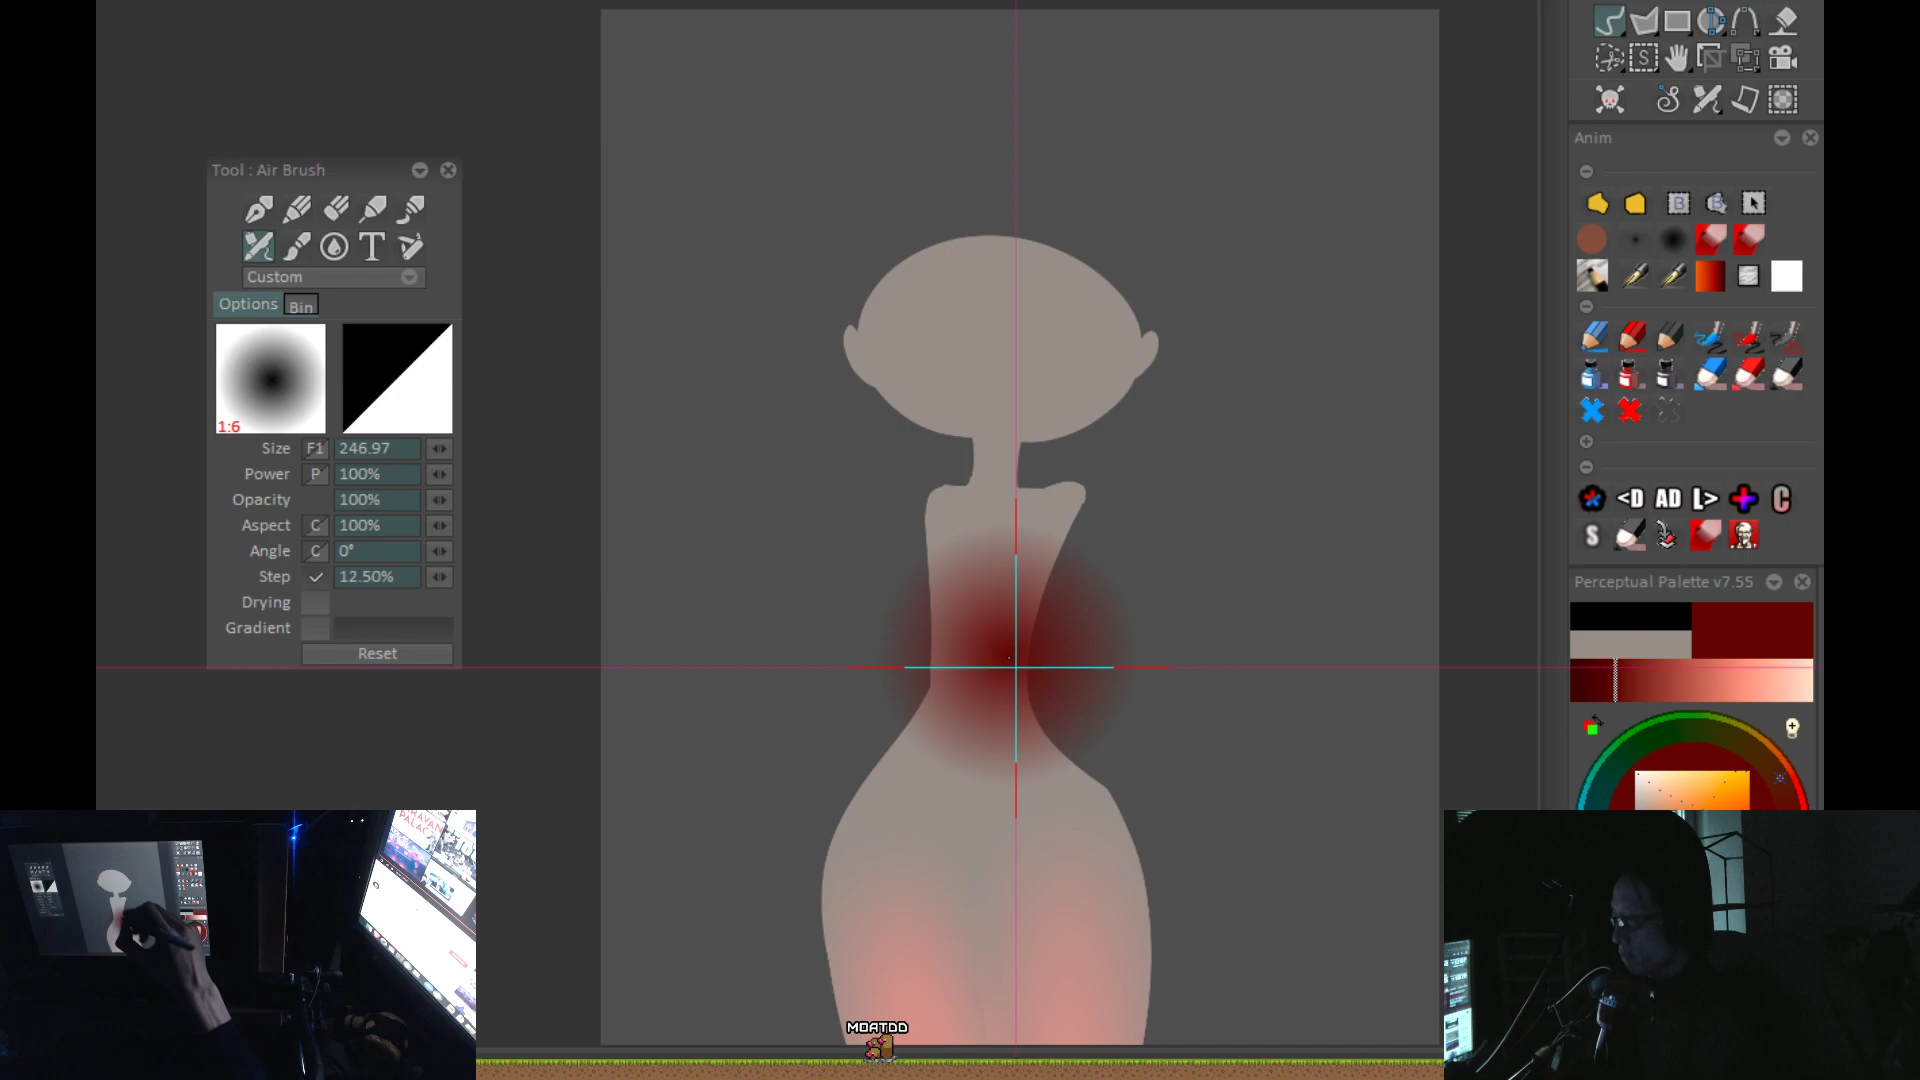 Tool : Air Brush
T
Custom
Options
Bin
1:6
Size F1 246.97
Power P 100%
Opacity 100%
Aspect C 100%
Angle C 0°
Step 12.50%
Drying
Gradient
Reset
S
Anim
B B
<D AD L> C
S
Perceptual Palette v7.55
PALAC
MOATDD